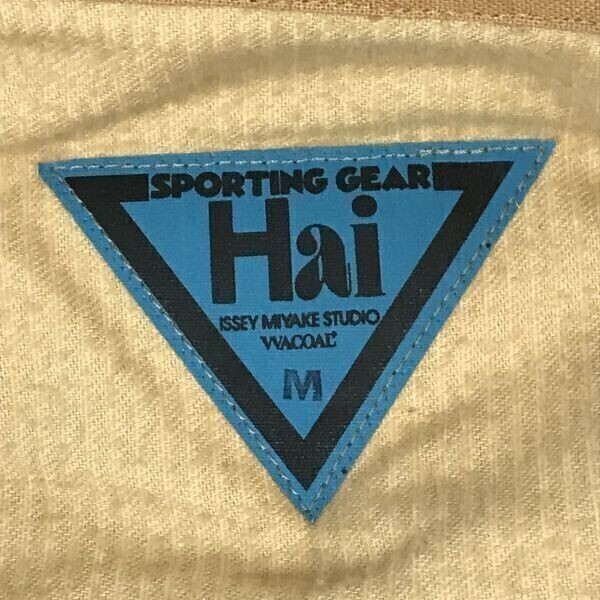 SPORTING GEAR
Hai
ISSEY MIYAKE STUDIO
WACOAL®
M